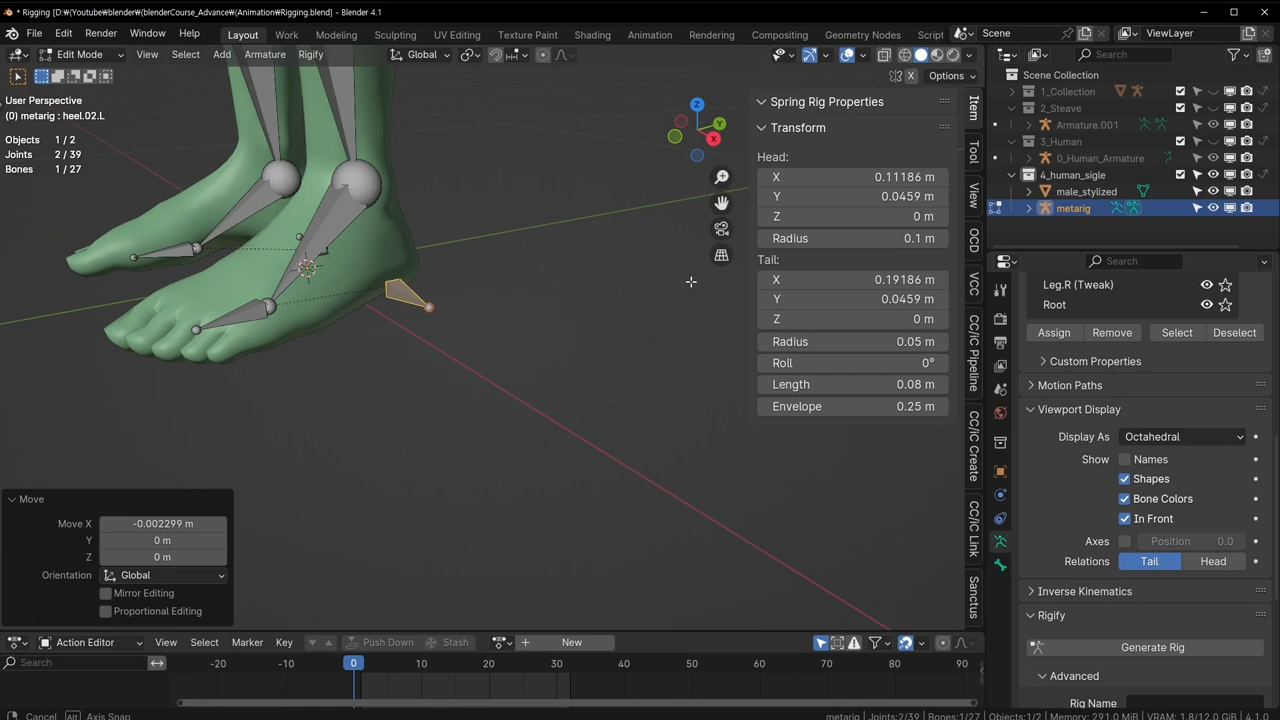 * Rigging [D:₩(Youtube₩blender₩(blenderCourse_Advance₩(Animation₩Rigging.blend] - Blender 4.1
File Edit Render Window Help Layout Work Modeling Sculpting UV Editing Texture Paint Shading Animation Rigging Compositing Geometry Nodes Script Scene ViewLayer
Edit Mode View Select Add Armature Rigify Global Search
X Options
User Perspective
(0) metarig : heel.02.L
Objects 1 / 2
Joints 2 / 39
Bones 1 / 27
Z
Y
X
Spring Rig Properties
Transform
Head:
X 0.11186 m
Y 0.0459 m
Z 0 m
Radius 0.1 m
Tail:
X 0.19186 m
Y 0.0459 m
Z 0 m
Radius 0.05 m
Roll 0°
Length 0.08 m
Envelope 0.25 m
Item
Tool
View
OCD
VCC
CC/iC Pipeline
CC/iC Create
CC/iC Link
Sanctus
Scene Collection
1_Collection
2_Steave
Armature.001
3_Human
0_Human_Armature
4_human_sigle
male_stylized
metarig
Search
Leg.R (Tweak)
Root
Assign Remove Select Deselect
Custom Properties
Motion Paths
Viewport Display
Display As Octahedral
Show Names
Shapes
Bone Colors
In Front
Axes Position 0.0
Relations Tail Head
Inverse Kinematics
Rigify
Generate Rig
Advanced
Rig Name
Move
Move X -0.002299 m
Y 0 m
Z 0 m
Orientation Global
Mirror Editing
Proportional Editing
Action Editor View Select Marker Key Push Down Stash New
Search -20 -10 0 10 20 30 40 50 60 70 80 90
Cancel Alt Axis Snap metarig | Joints:2/39 | Bones:1/27 | Objects:1/2 | Memory: 291.0 MiB | VRAM: 1.8/12.0 GiB | 4.1.0